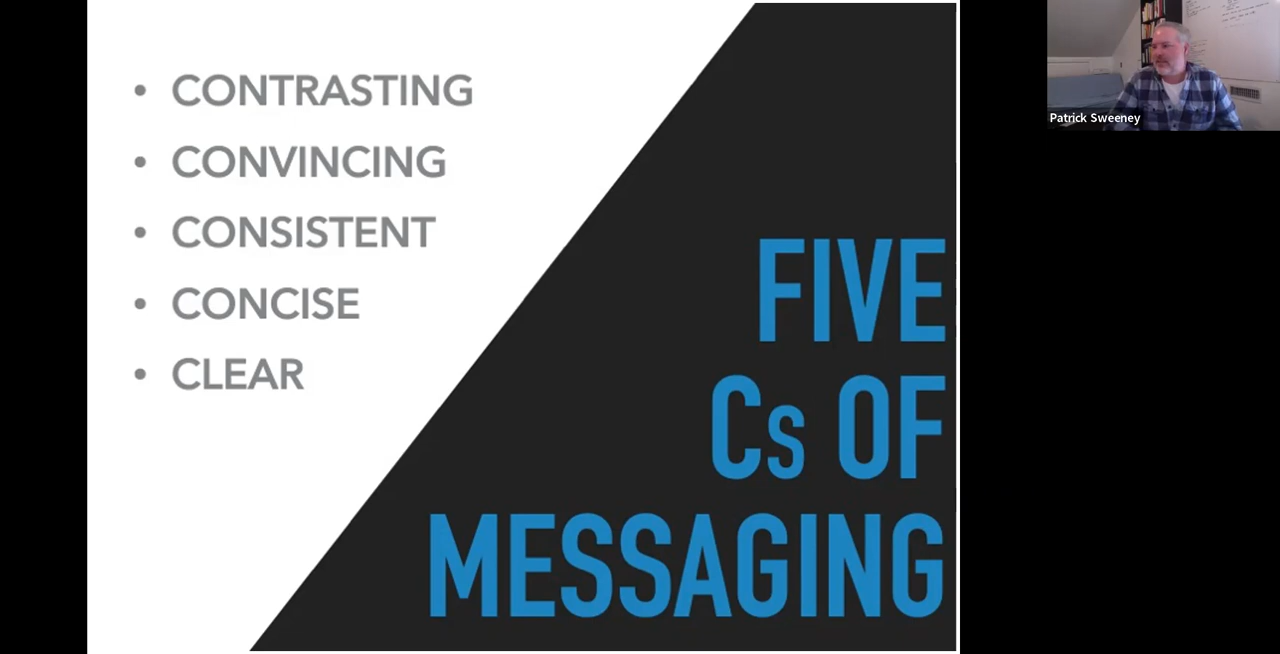 • CONTRASTING
• CONVINCING
• CONSISTENT
• CONCISE
• CLEAR
FIVE
Cs OF
MESSAGING
Patrick Sweeney